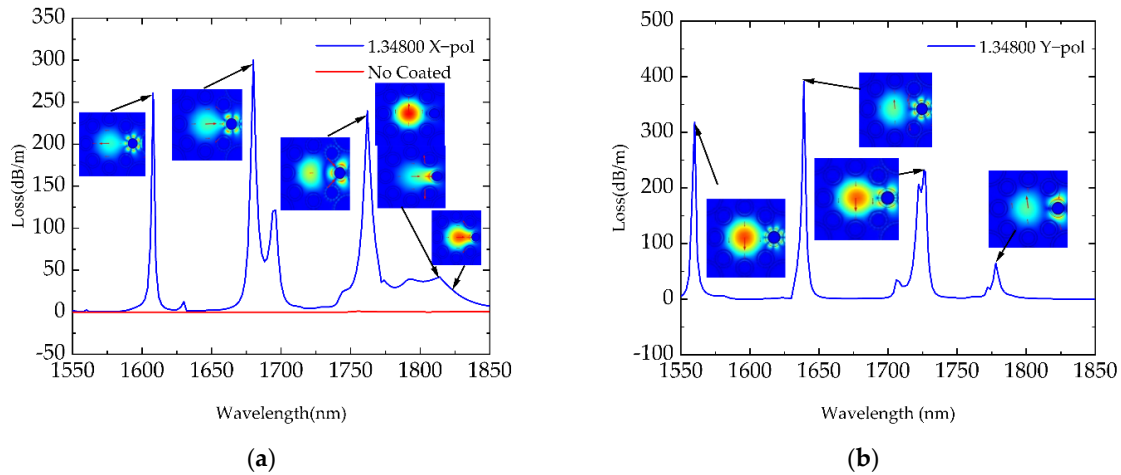 350
300
250
200
150
100
50
0
-50
Loss(dB/m)
1.34800 X-pol
No Coated
1550 1600 1650 1700 1750 1800 1850
Wavelength(nm)
(a)
500
400
300
200
100
0
-100
Loss(dB/m)
1.34800 Y-pol
1550 1600 1650 1700 1750 1800 1850
Wavelength (nm)
(b)